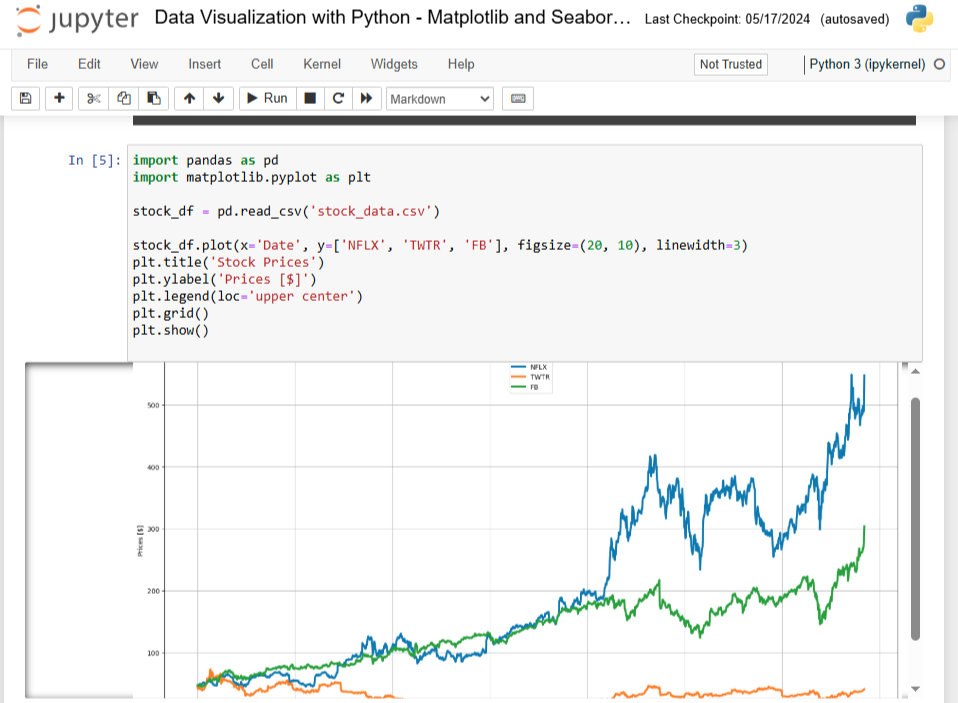 jupyter Data Visualization with Python - Matplotlib and Seabor... Last Checkpoint: 05/17/2024 (autosaved)
File Edit View Insert Cell Kernel Widgets Help Not Trusted Python 3 (ipykernel)
Run Markdown
In [5]: import pandas as pd
import matplotlib.pyplot as plt
stock_df = pd.read_csv('stock_data.csv')
stock_df.plot(x='Date', y=['NFLX', 'TWTR', 'FB'], figsize=(20, 10), linewidth=3)
plt.title('Stock Prices')
plt.ylabel('Prices [$]')
plt.legend(loc='upper center')
plt.grid()
plt.show()
NFLX
TWTR
FB
500
400
300
Prices [$]
200
100